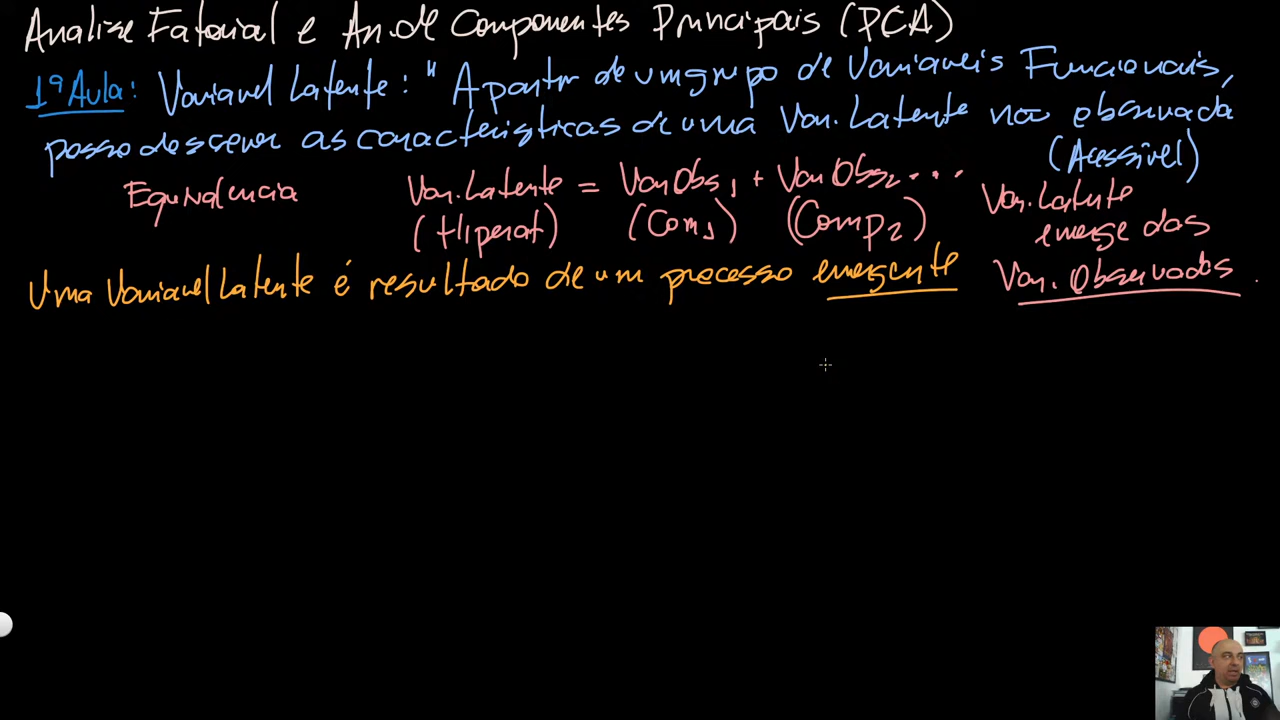 Analise Fatorial e An. de Componentes Principais (PCA)
1ª Aula: Variavel Latente: "A partir de um grupo de Variaveis Funcionais,
posso descrever as caracteristicas de uma Var. Latente não observada
(Acessível)
Equivalencia Var. Latente = Var Obs1 + Var Obs2 ... Var. Latente
(Hiperat) (Com1) (Comp2) emerge das
Uma Variavel Latente é resultado de um processo emergente Var. Observados